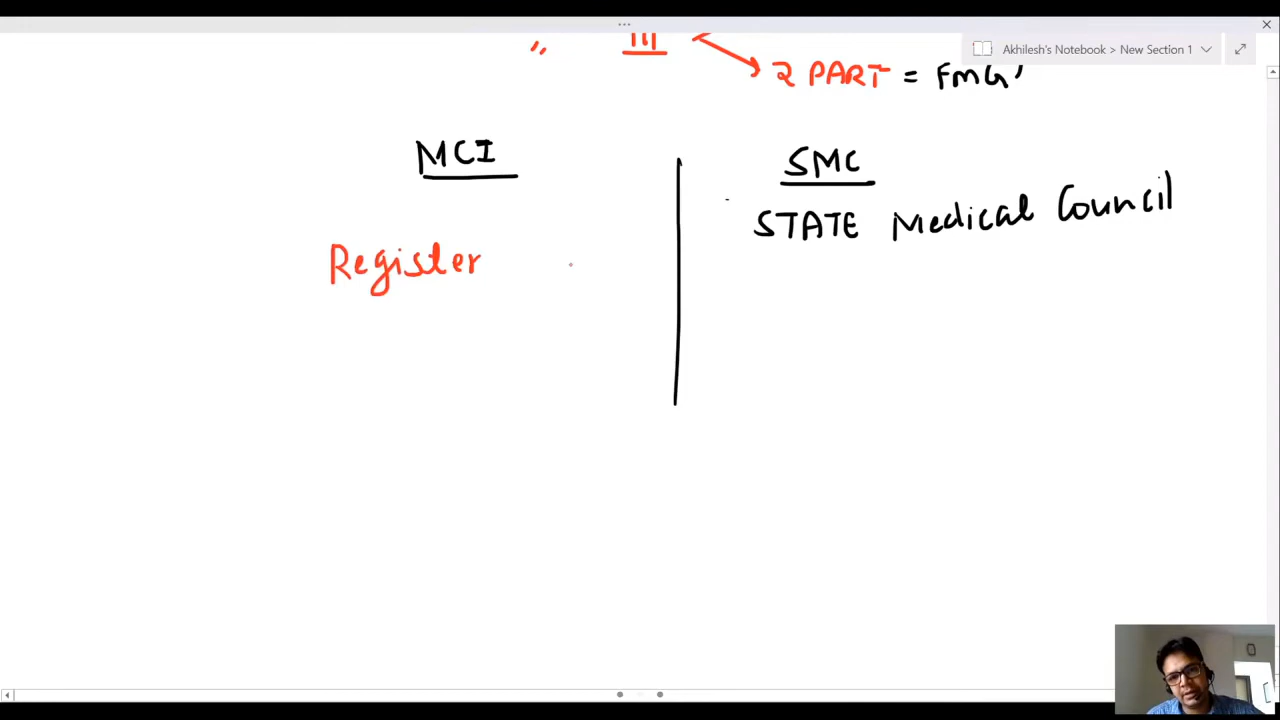 Akhilesh's Notebook > New Section 1
III
2 PART = FMG'
MCI
SMC
STATE Medical Council
Register